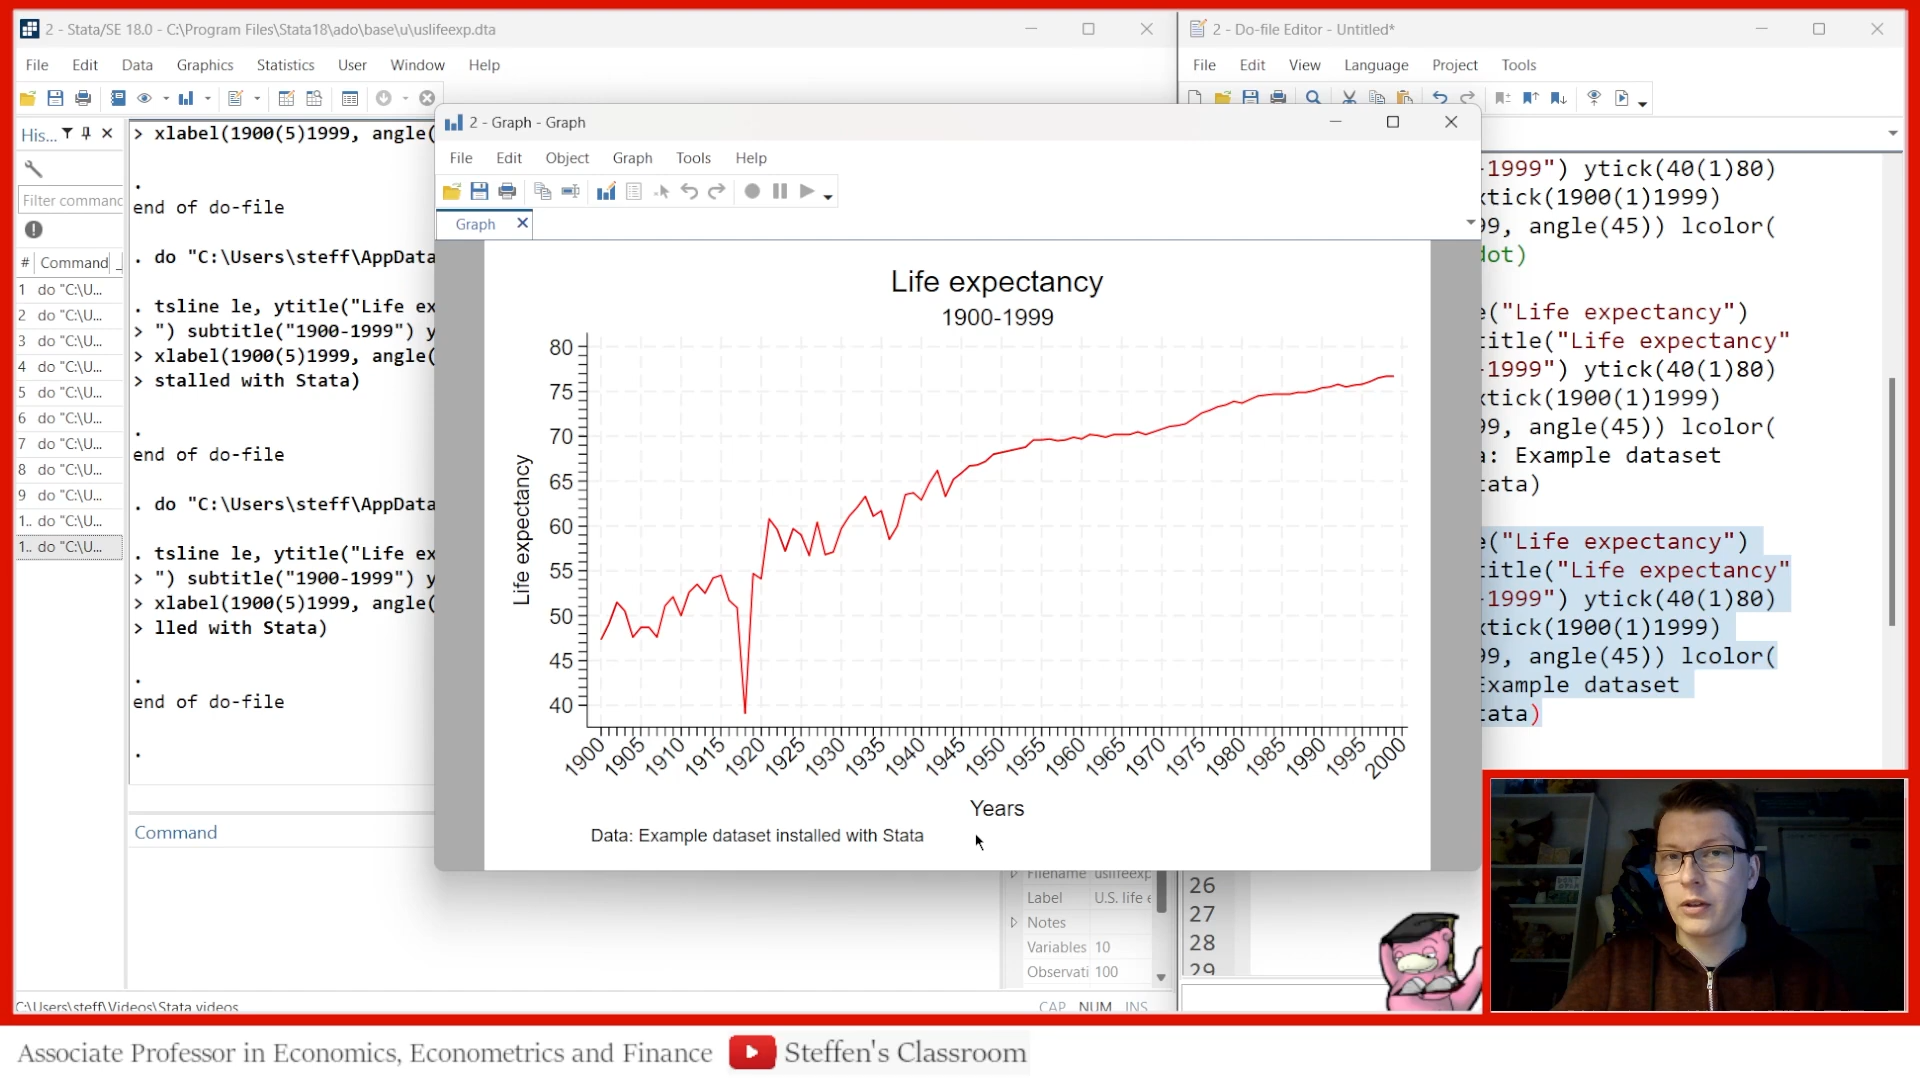 2 - Stata/SE 18.0 - C:\Program Files\Stata18\ado\base\u\uslifeexp.dta
File Edit Data Graphics Statistics User Window Help
His...
Filter command
# Command
1 do "C:\U...
2 do "C:\U...
3 do "C:\U...
4 do "C:\U...
5 do "C:\U...
6 do "C:\U...
7 do "C:\U...
8 do "C:\U...
9 do "C:\U...
1.. do "C:\U...
1.. do "C:\U...
> xlabel(1900(5)1999, angle(
.
end of do-file
. do "C:\Users\steff\AppData
. tsline le, ytitle("Life ex
> ") subtitle("1900-1999") y
> xlabel(1900(5)1999, angle(
> stalled with Stata)
.
end of do-file
. do "C:\Users\steff\AppData
. tsline le, ytitle("Life ex
> ") subtitle("1900-1999") y
> xlabel(1900(5)1999, angle(
> lled with Stata)
.
end of do-file
.
Command
C:\Users\steff\Videos\Stata videos
Filename uslifeexp
Label U.S. life e
Notes
Variables 10
Observati 100
CAP NUM INS
2 - Graph - Graph
File Edit Object Graph Tools Help
Graph
Life expectancy
1900-1999
Life expectancy
80
75
70
65
60
55
50
45
40
1900 1905 1910 1915 1920 1925 1930 1935 1940 1945 1950 1955 1960 1965 1970 1975 1980 1985 1990 1995 2000
Years
Data: Example dataset installed with Stata
2 - Do-file Editor - Untitled*
File Edit View Language Project Tools
-1999") ytick(40(1)80)
xtick(1900(1)1999)
99, angle(45)) lcolor(
dot)
e("Life expectancy")
title("Life expectancy"
-1999") ytick(40(1)80)
xtick(1900(1)1999)
99, angle(45)) lcolor(
a: Example dataset
tata)
e("Life expectancy")
title("Life expectancy"
-1999") ytick(40(1)80)
xtick(1900(1)1999)
99, angle(45)) lcolor(
Example dataset
tata)
26
27
28
29
Associate Professor in Economics, Econometrics and Finance Steffen's Classroom